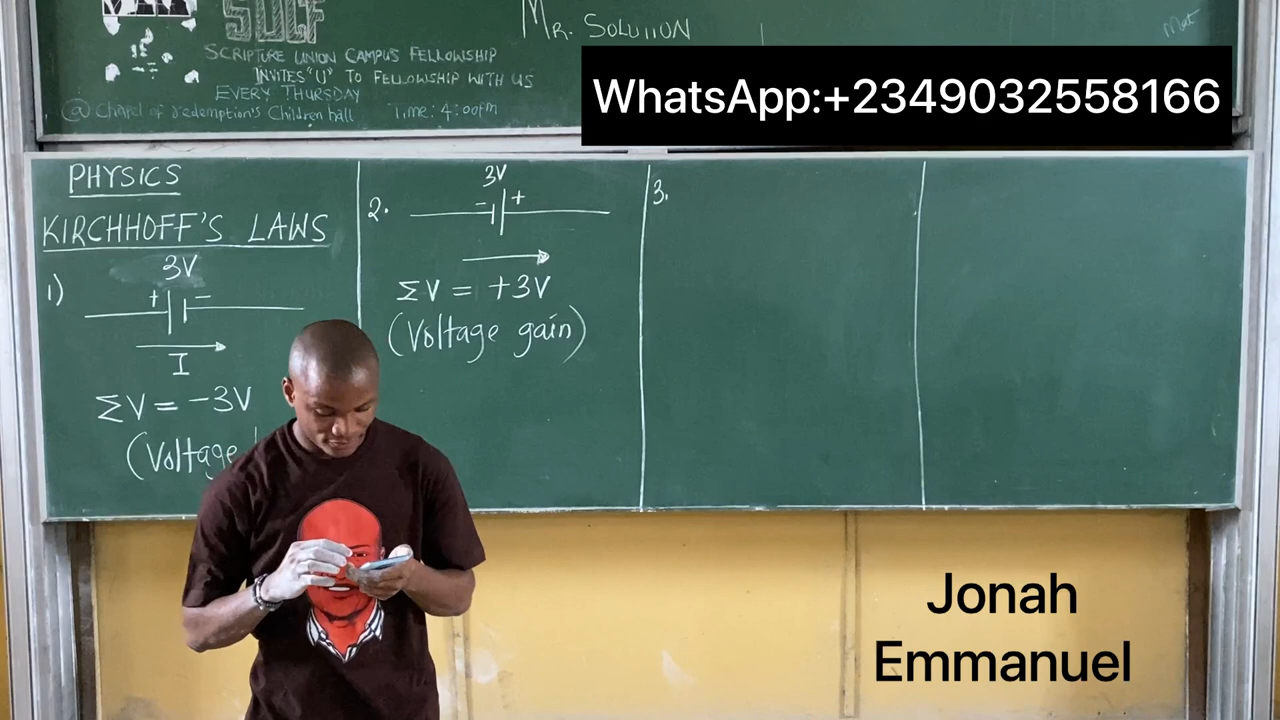 SUCF
MR. SOLUTION
SCRIPTURE UNION CAMPUS FELLOWSHIP
INVITES "U" TO FELLOWSHIP WITH US
EVERY THURSDAY
@ Chapel of redemption's Children hall Time: 4:00pm
WhatsApp:+2349032558166
PHYSICS
KIRCHHOFF'S LAWS
1)
3V
+ -
I
ΣV = -3V
(Voltage
2.
3V
- +
ΣV = +3V
(Voltage gain)
3.
Jonah
Emmanuel